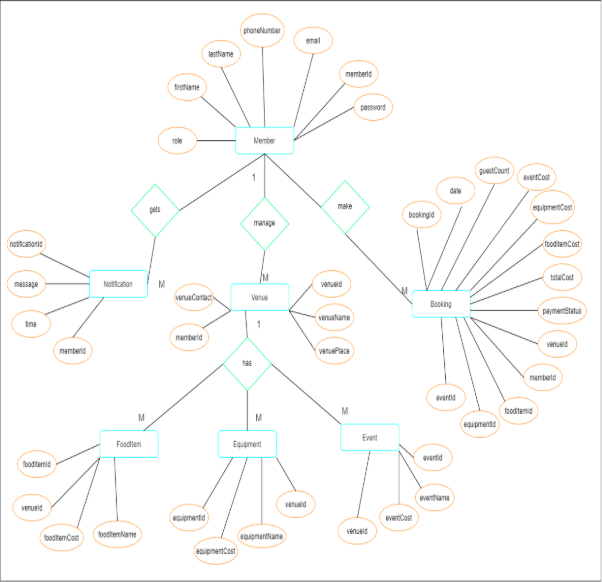 phoneNumber
email
lastName
memberId
firstName
password
role
Member
1
gets
manage
make
guestCount
eventCost
date
equipmentCost
bookingId
foodItemCost
totalCost
paymentStatus
venueId
memberId
foodItemId
equipmentId
eventId
M
Booking
notificationId
message
time
memberId
Notification
M
M
venueContact
memberId
Venue
venueId
venueName
venuePlace
1
has
M
M
M
FoodItem
Equipment
Event
foodItemId
venueId
foodItemCost
foodItemName
equipmentId
equipmentCost
equipmentName
venueId
eventId
eventName
eventCost
venueId